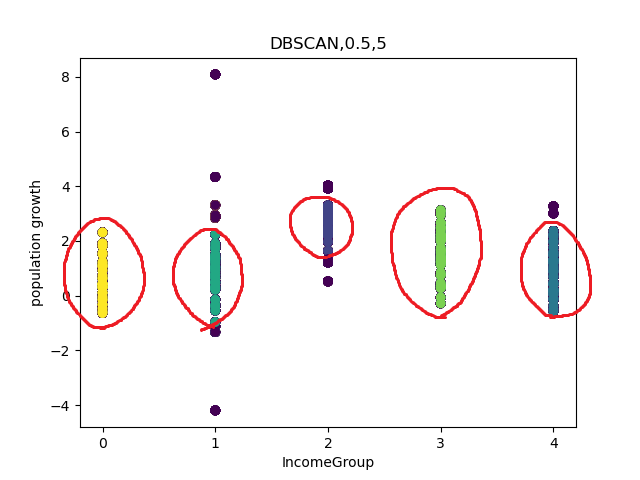 DBSCAN,0.5,5
population growth
8
6
4
2
0
−2
−4
0 1 2 3 4
IncomeGroup